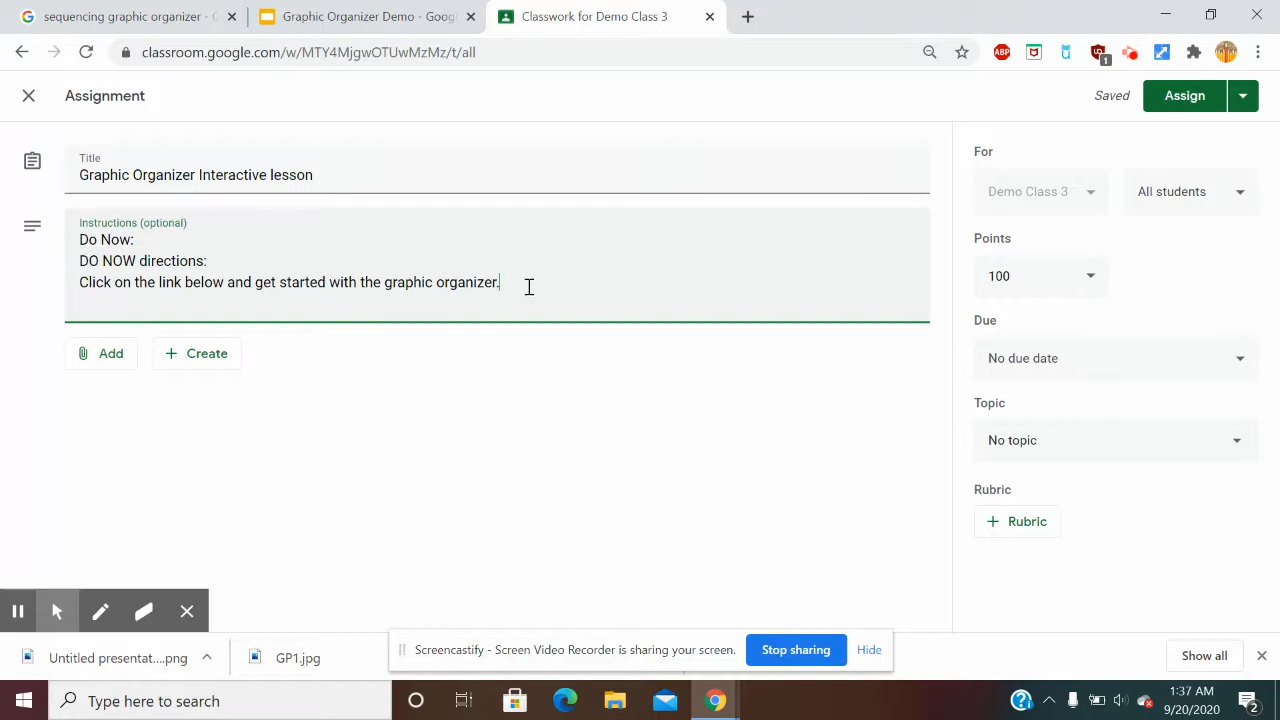 sequencing graphic organizer - G
Graphic Organizer Demo - Goog
Classwork for Demo Class 3
classroom.google.com/w/MTY4MjgwOTUwMzMz/t/all
ABP
1
Assignment
Saved
Assign
Title
Graphic Organizer Interactive lesson
Instructions (optional)
Do Now:
DO NOW directions:
Click on the link below and get started with the graphic organizer.
Add
Create
For
Demo Class 3
All students
Points
100
Due
No due date
Topic
No topic
Rubric
Rubric
Untitled presentat....png
GP1.jpg
Screencastify - Screen Video Recorder is sharing your screen.
Stop sharing
Hide
Show all
Type here to search
1:37 AM
9/20/2020
2